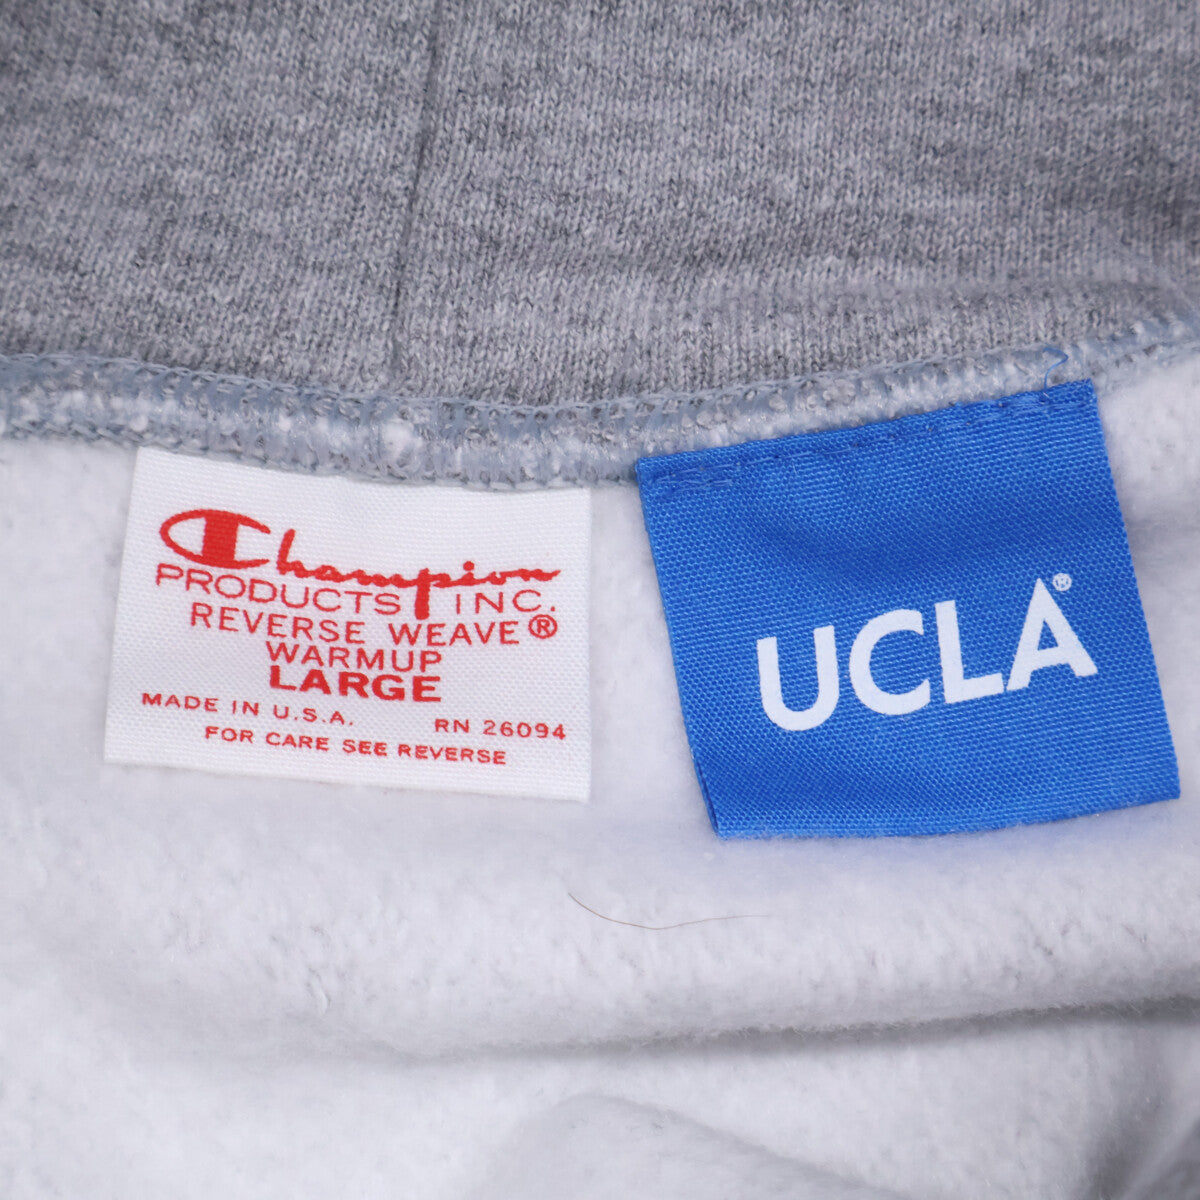 Champion
PRODUCTS INC.
REVERSE WEAVE®
WARMUP
LARGE
MADE IN U.S.A. RN 26094
FOR CARE SEE REVERSE
UCLA®